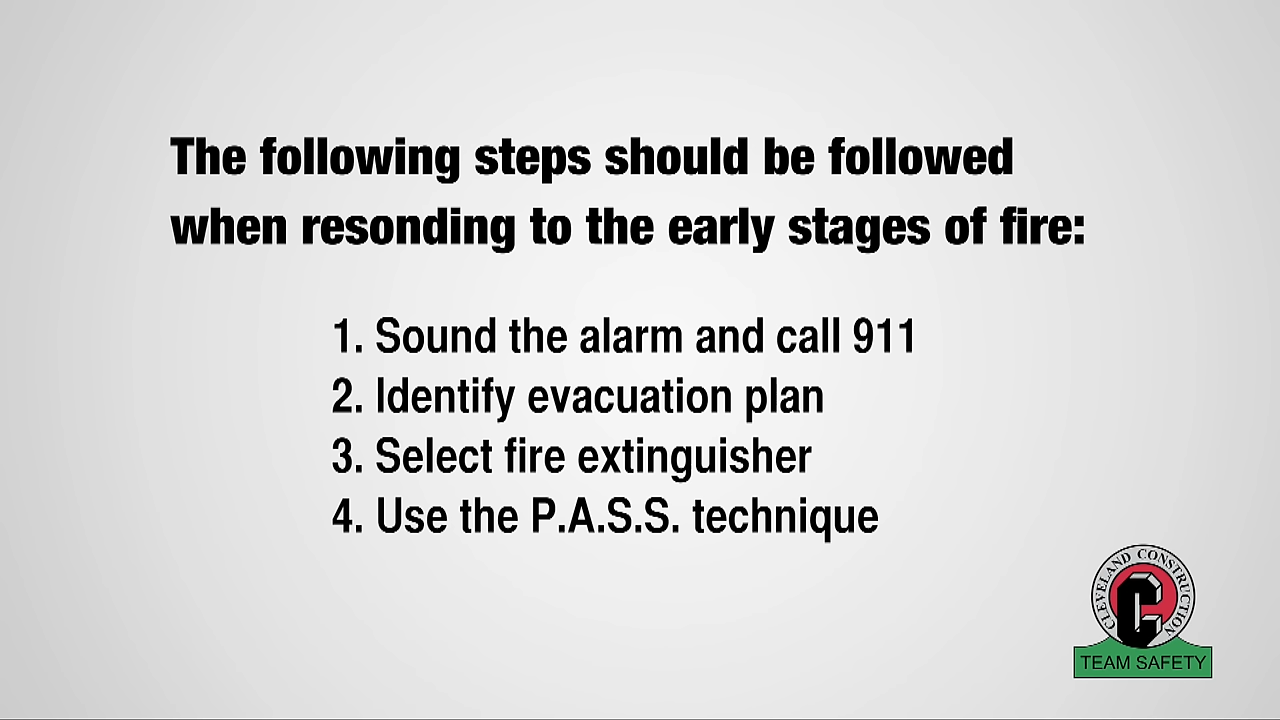 The following steps should be followed
when resonding to the early stages of fire:
1. Sound the alarm and call 911
2. Identify evacuation plan
3. Select fire extinguisher
4. Use the P.A.S.S. technique
CLEVELAND CONSTRUCTION
C
TEAM SAFETY